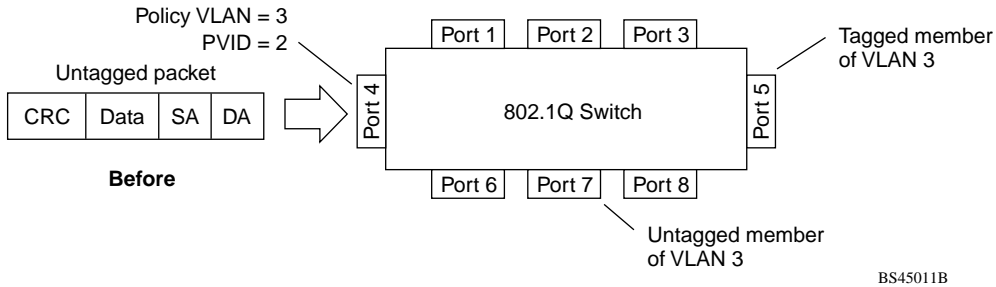 Policy VLAN = 3
PVID = 2
Untagged packet
CRC
Data
SA
DA
Before
Port 1
Port 2
Port 3
Port 4
802.1Q Switch
Port 5
Tagged member
of VLAN 3
Port 6
Port 7
Port 8
Untagged member
of VLAN 3
BS45011B